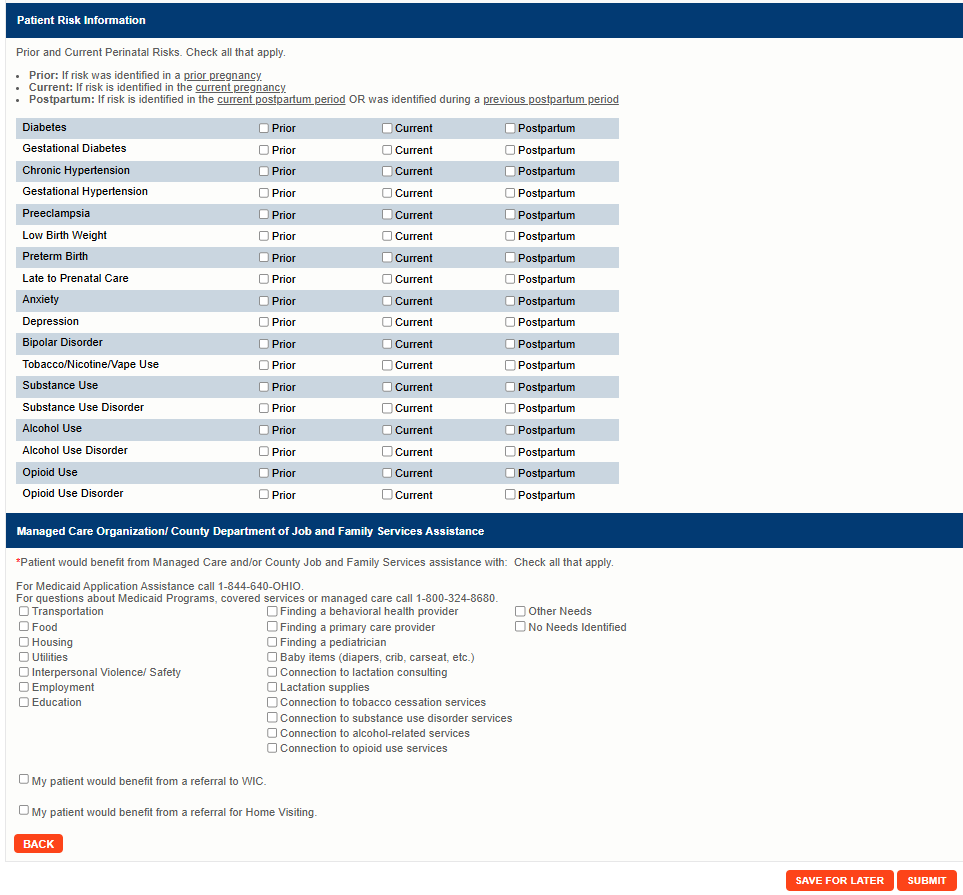 Patient Risk Information
Prior and Current Perinatal Risks. Check all that apply.
• Prior: If risk was identified in a prior pregnancy
• Current: If risk is identified in the current pregnancy
• Postpartum: If risk is identified in the current postpartum period OR was identified during a previous postpartum period
Diabetes Prior Current Postpartum
Gestational Diabetes Prior Current Postpartum
Chronic Hypertension Prior Current Postpartum
Gestational Hypertension Prior Current Postpartum
Preeclampsia Prior Current Postpartum
Low Birth Weight Prior Current Postpartum
Preterm Birth Prior Current Postpartum
Late to Prenatal Care Prior Current Postpartum
Anxiety Prior Current Postpartum
Depression Prior Current Postpartum
Bipolar Disorder Prior Current Postpartum
Tobacco/Nicotine/Vape Use Prior Current Postpartum
Substance Use Prior Current Postpartum
Substance Use Disorder Prior Current Postpartum
Alcohol Use Prior Current Postpartum
Alcohol Use Disorder Prior Current Postpartum
Opioid Use Prior Current Postpartum
Opioid Use Disorder Prior Current Postpartum
Managed Care Organization/ County Department of Job and Family Services Assistance
*Patient would benefit from Managed Care and/or County Job and Family Services assistance with: Check all that apply.
For Medicaid Application Assistance call 1-844-640-OHIO.
For questions about Medicaid Programs, covered services or managed care call 1-800-324-8680.
Transportation Finding a behavioral health provider Other Needs
Food Finding a primary care provider No Needs Identified
Housing Finding a pediatrician
Utilities Baby items (diapers, crib, carseat, etc.)
Interpersonal Violence/ Safety Connection to lactation consulting
Employment Lactation supplies
Education Connection to tobacco cessation services
Connection to substance use disorder services
Connection to alcohol-related services
Connection to opioid use services
My patient would benefit from a referral to WIC.
My patient would benefit from a referral for Home Visiting.
BACK
SAVE FOR LATER SUBMIT